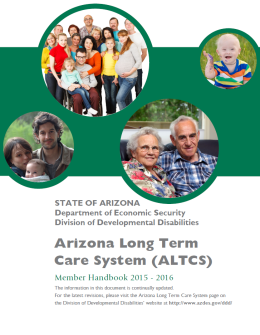 STATE OF ARIZONA
Department of Economic Security
Division of Developmental Disabilities
Arizona Long Term
Care System (ALTCS)
Member Handbook 2015 - 2016
The information in this document is continually updated.
For the latest revisions, please visit the Arizona Long Term Care System page on
the Division of Developmental Disabilities' website at http://www.azdes.gov/ddd/